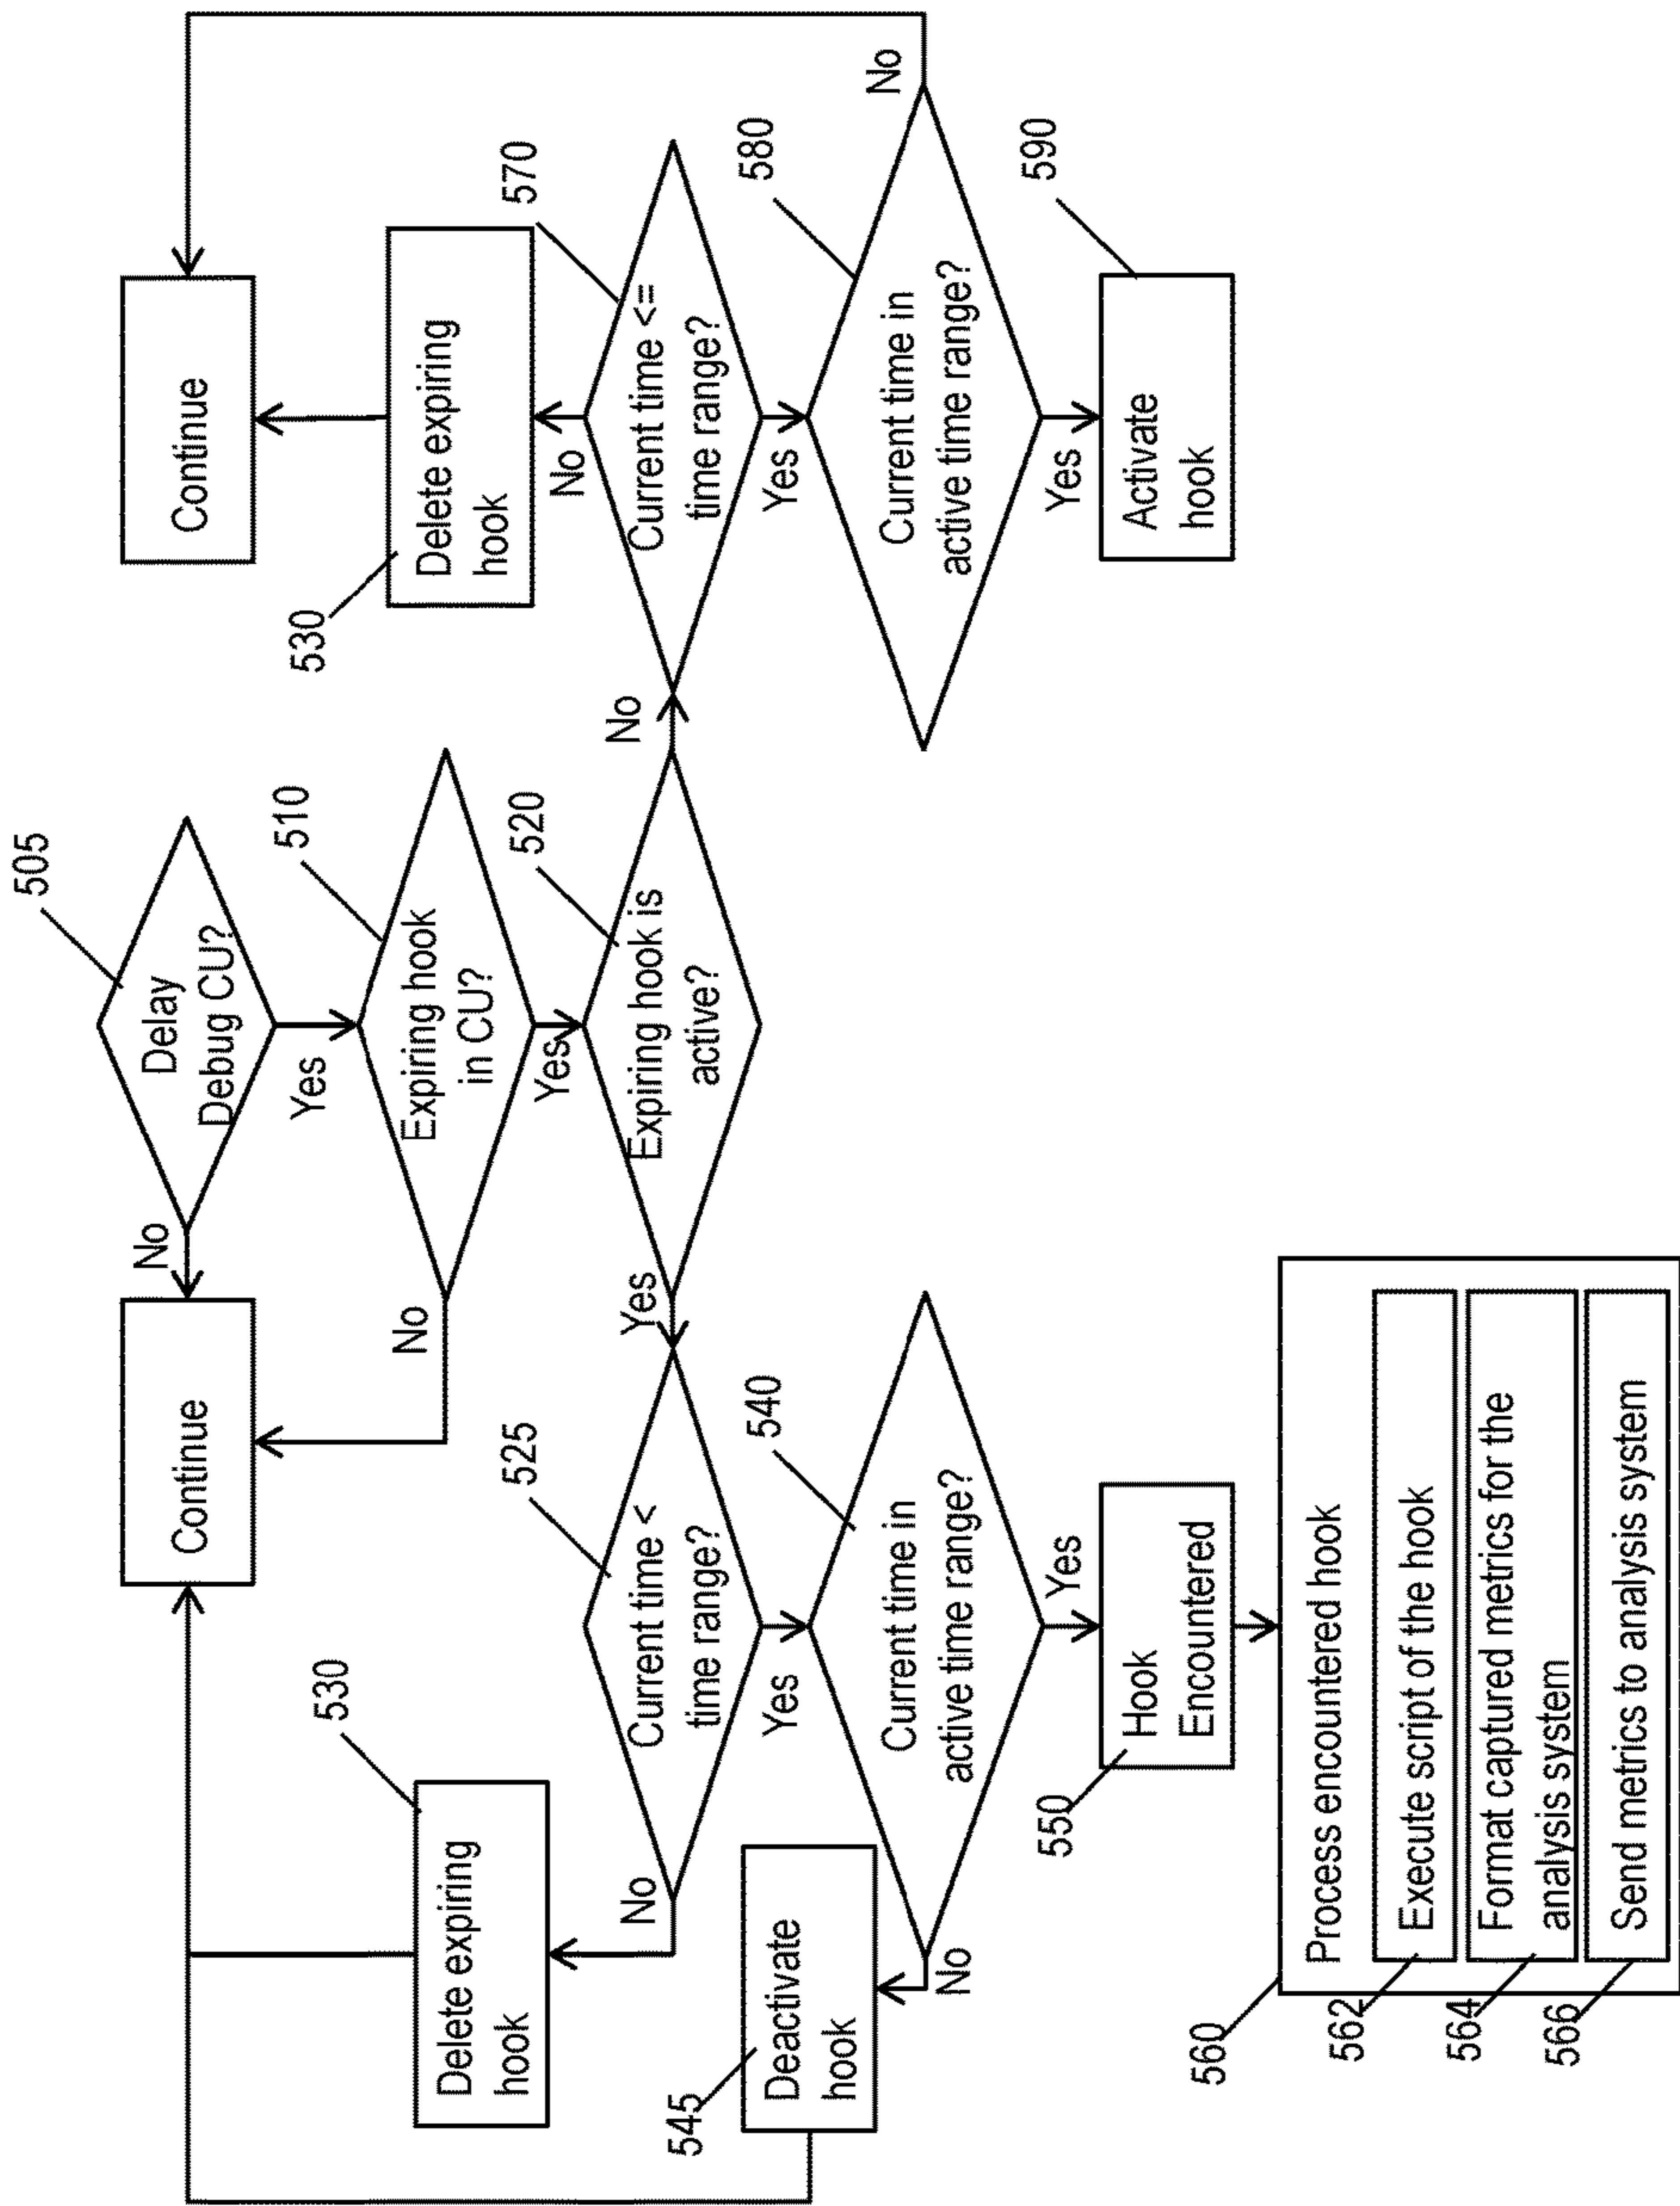 505
Delay
Debug CU?
No
Yes
Continue
510
Expiring hook
in CU?
No
Yes
520
Expiring hook is
active?
Yes
No
525
Current time <
time range?
No
Yes
530
Delete expiring
hook
540
Current time in
active time range?
No
Yes
545
Deactivate
hook
550
Hook
Encountered
560
Process encountered hook
562
Execute script of the hook
564
Format captured metrics for the
analysis system
566
Send metrics to analysis system
570
Current time <=
time range?
No
Yes
530
Delete expiring
hook
Continue
580
Current time in
active time range?
No
Yes
590
Activate
hook